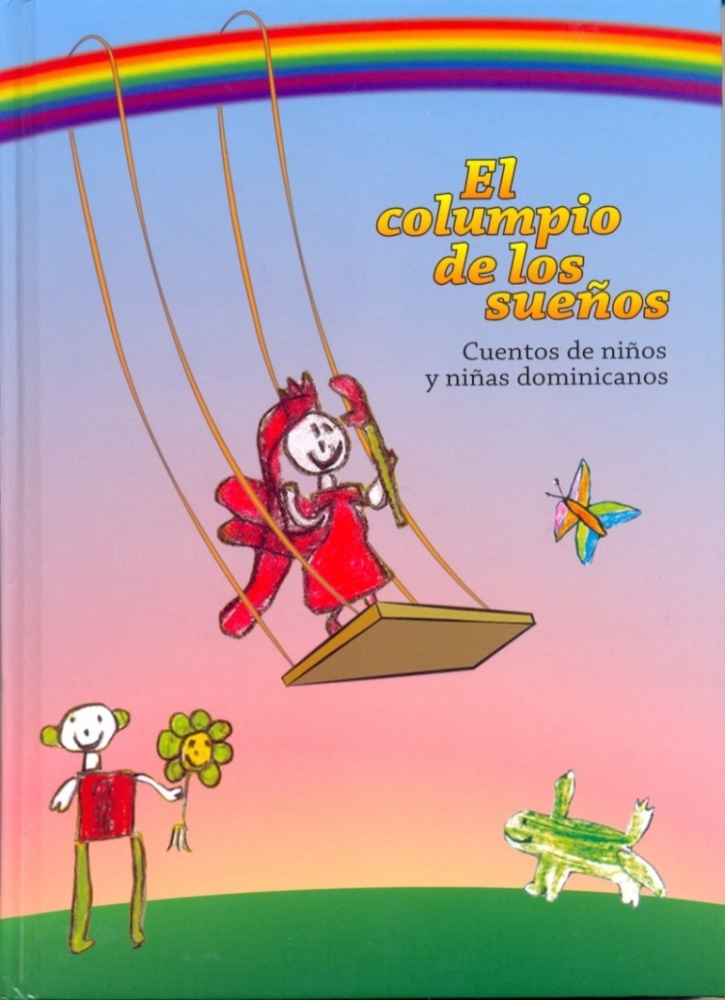 El
columpio
de los
sueños
Cuentos de niños
y niñas dominicanos